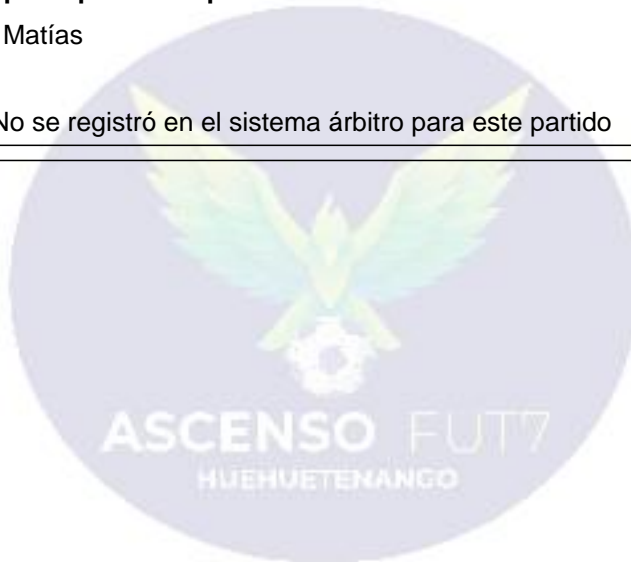 Matías
No se registró en el sistema árbitro para este partido
ASCENSO FUT7
HUEHUETENANGO